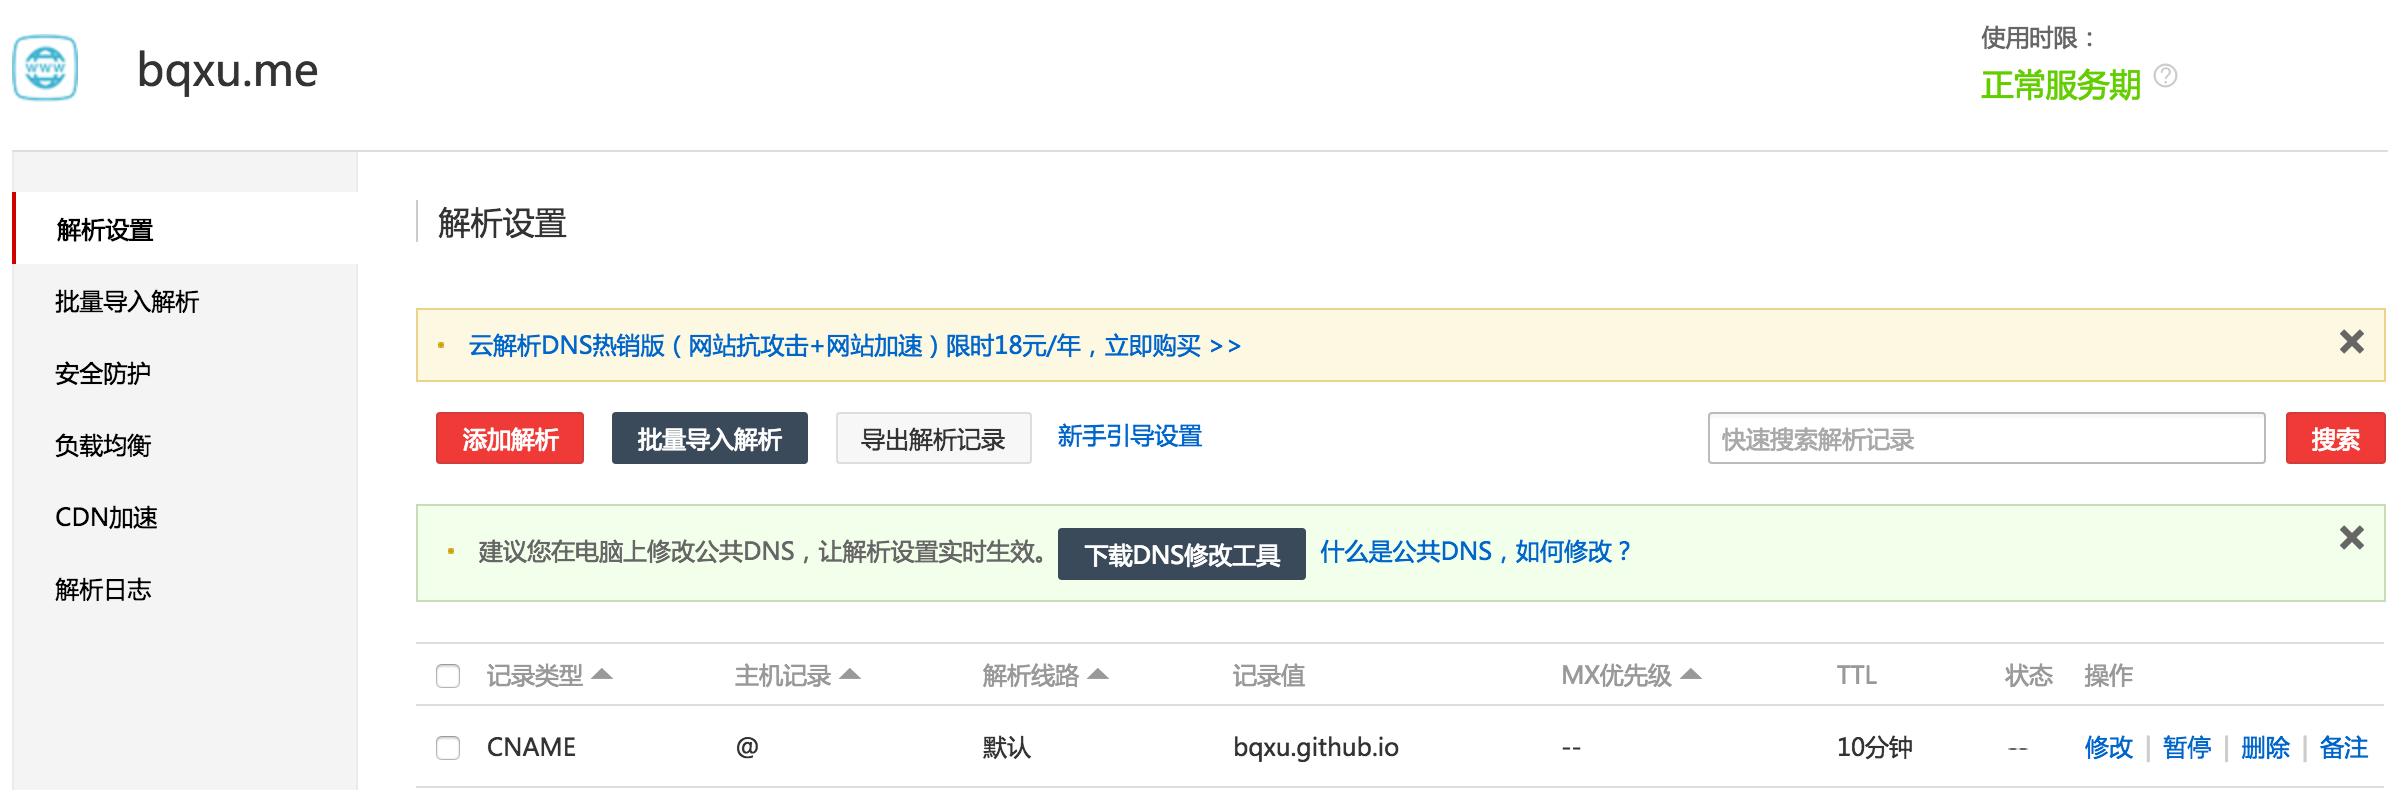 www
bqxu.me
使用时限：
正常服务期 ?
解析设置
批量导入解析
安全防护
负载均衡
CDN加速
解析日志
解析设置
云解析DNS热销版（网站抗攻击+网站加速）限时18元/年，立即购买 >>
添加解析 批量导入解析 导出解析记录 新手引导设置 快速搜索解析记录 搜索
建议您在电脑上修改公共DNS，让解析设置实时生效。 下载DNS修改工具 什么是公共DNS，如何修改？
记录类型 主机记录 解析线路 记录值 MX优先级 TTL 状态 操作
CNAME @ 默认 bqxu.github.io -- 10分钟 -- 修改 | 暂停 | 删除 | 备注